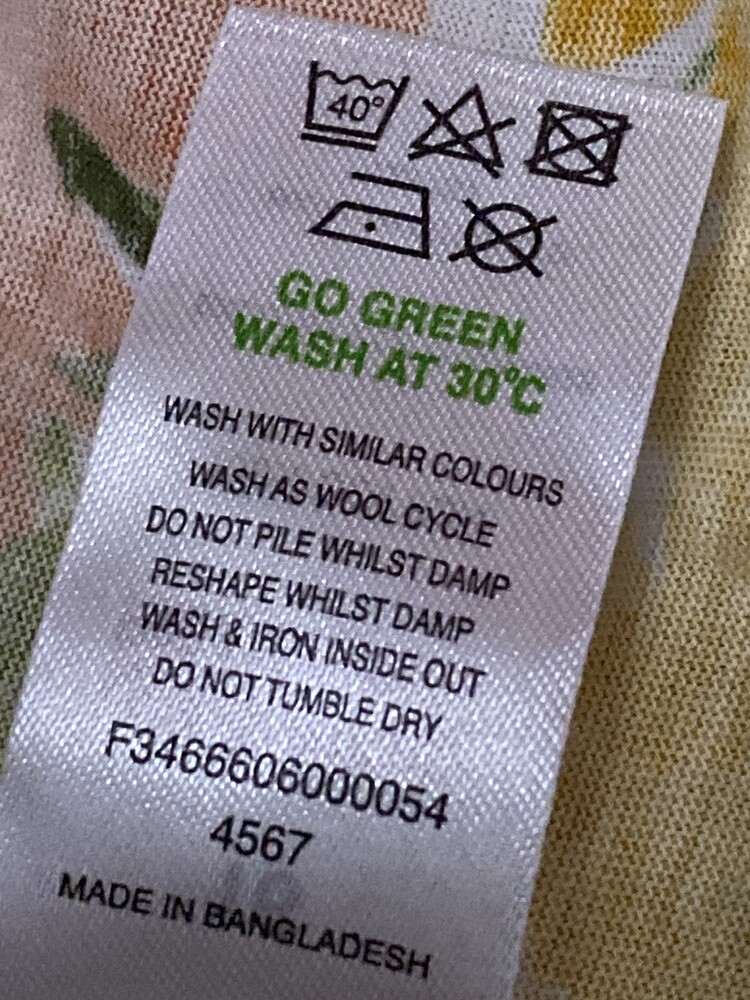 40°
GO GREEN
WASH AT 30°C
WASH WITH SIMILAR COLOURS
WASH AS WOOL CYCLE
DO NOT PILE WHILST DAMP
RESHAPE WHILST DAMP
WASH & IRON INSIDE OUT
DO NOT TUMBLE DRY
F3466606000054
4567
MADE IN BANGLADESH